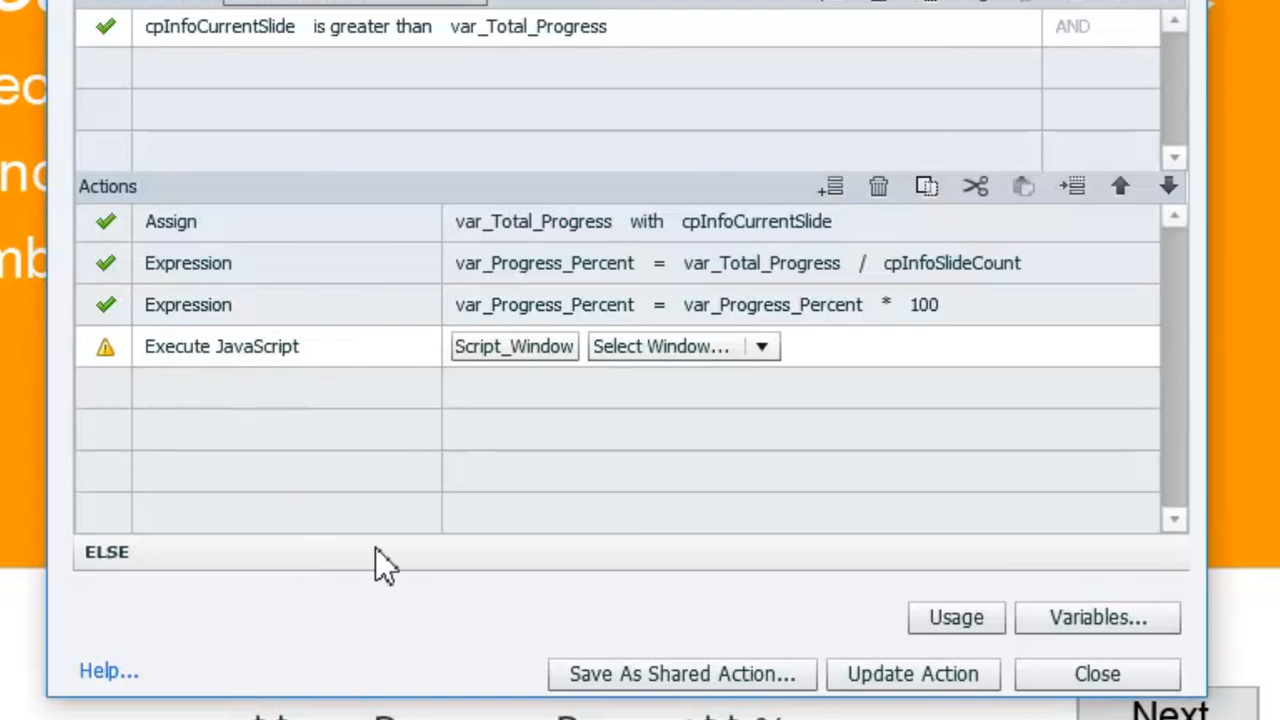 cpInfoCurrentSlide is greater than var_Total_Progress AND
Actions
Assign var_Total_Progress with cpInfoCurrentSlide
Expression var_Progress_Percent = var_Total_Progress / cpInfoSlideCount
Expression var_Progress_Percent = var_Progress_Percent * 100
Execute JavaScript Script_Window Select Window...
ELSE
Usage Variables...
Help... Save As Shared Action... Update Action Close
Next